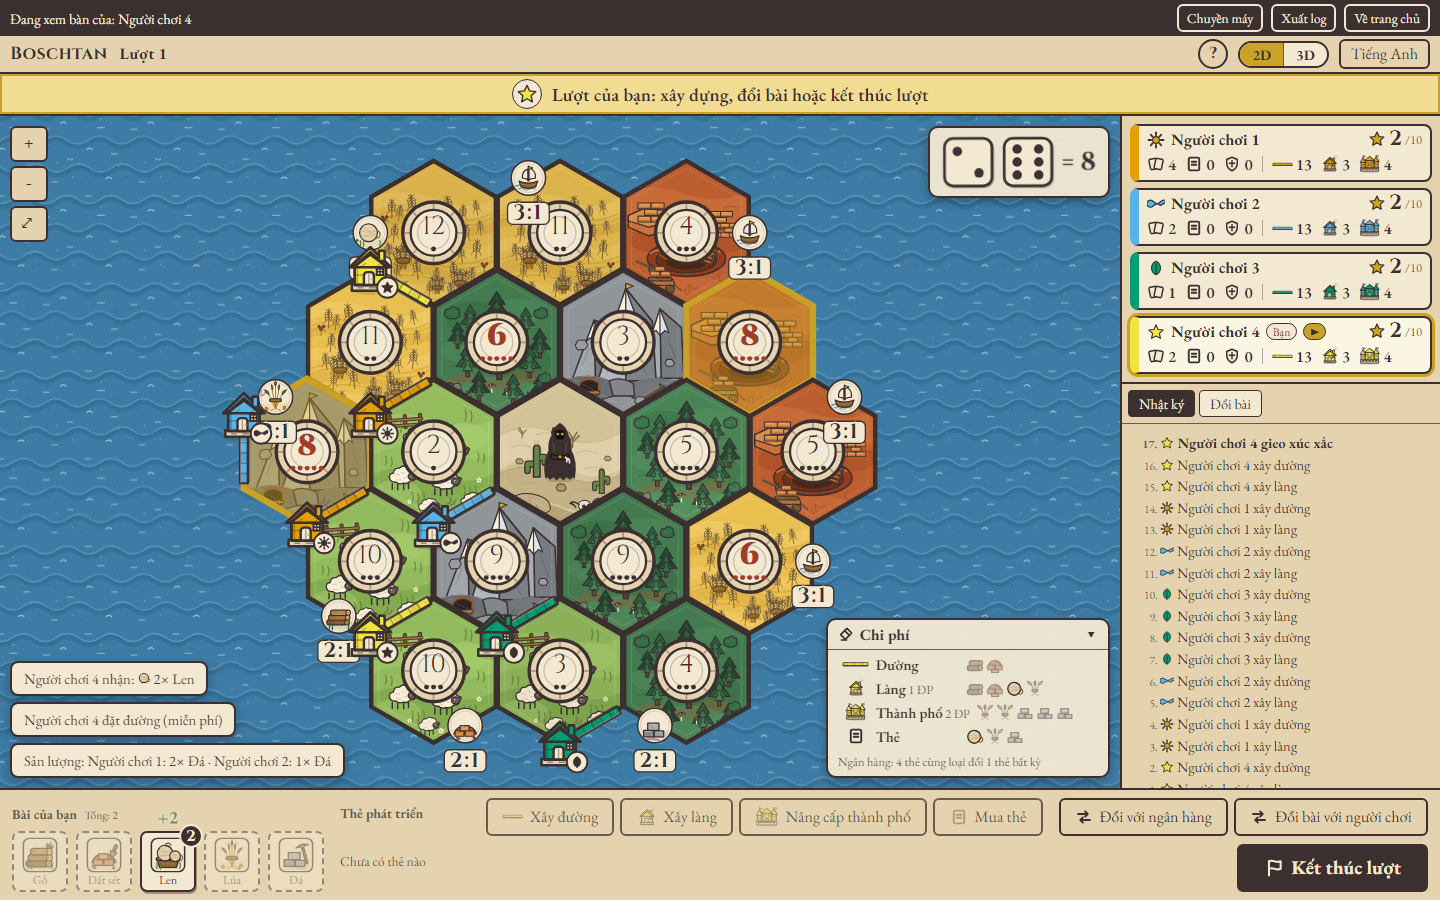 Đang xem bàn của: Người chơi 4
Chuyền máy
Xuất log
Về trang chủ
BOSCHTAN Lượt 1
?
2D 3D
Tiếng Anh
Lượt của bạn: xây dựng, đổi bài hoặc kết thúc lượt
+
-
= 8
12
3:1
11
4
3:1
11
6
3
8
:1
8
2
5
5
3:1
10
9
9
6
3:1
2:1
10
3
4
2:1
2:1
Người chơi 4 nhận: 2× Len
Người chơi 4 đặt đường (miễn phí)
Sản lượng: Người chơi 1: 2× Đá · Người chơi 2: 1× Đá
Chi phí
Đường
Làng 1 ĐP
Thành phố 2 ĐP
Thẻ
Ngân hàng: 4 thẻ cùng loại đổi 1 thẻ bất kỳ
Người chơi 1 2/10
4 0 0 13 3 4
Người chơi 2 2/10
2 0 0 13 3 4
Người chơi 3 2/10
1 0 0 13 3 4
Người chơi 4 Bạn 2/10
2 0 0 13 3 4
Nhật ký
Đổi bài
17. Người chơi 4 gieo xúc xắc
16. Người chơi 4 xây đường
15. Người chơi 4 xây làng
14. Người chơi 1 xây đường
13. Người chơi 1 xây làng
12. Người chơi 2 xây đường
11. Người chơi 2 xây làng
10. Người chơi 3 xây đường
9. Người chơi 3 xây làng
8. Người chơi 3 xây đường
7. Người chơi 3 xây làng
6. Người chơi 2 xây đường
5. Người chơi 2 xây làng
4. Người chơi 1 xây đường
3. Người chơi 1 xây làng
2. Người chơi 4 xây đường
Bài của bạn Tổng: 2
+2
2
Gỗ
Đất sét
Len
Lúa
Đá
Thẻ phát triển
Chưa có thẻ nào
Xây đường
Xây làng
Nâng cấp thành phố
Mua thẻ
Đổi với ngân hàng
Đổi bài với người chơi
Kết thúc lượt